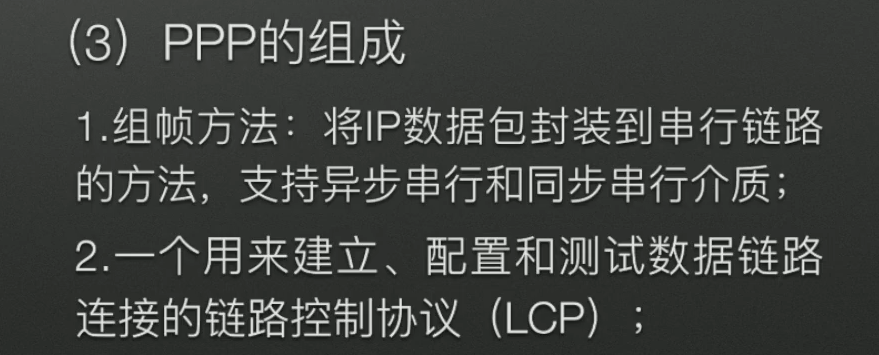 （3）PPP的组成
1.组帧方法：将IP数据包封装到串行链路
的方法，支持异步串行和同步串行介质；
2.一个用来建立、配置和测试数据链路
连接的链路控制协议（LCP）；